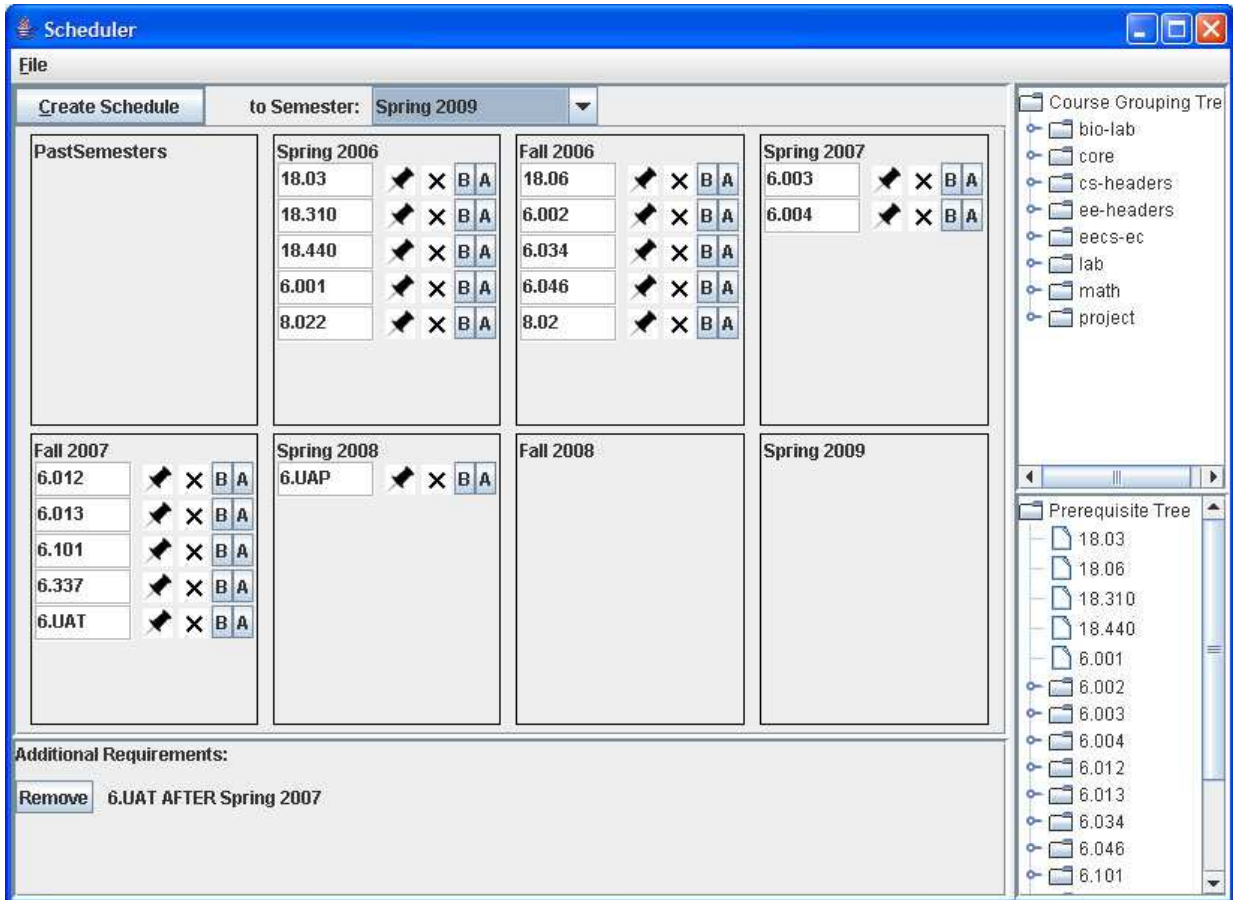 Scheduler
File
Create Schedule to Semester: Spring 2009
PastSemesters
Spring 2006
18.03 B A
18.310 B A
18.440 B A
6.001 B A
8.022 B A
Fall 2006
18.06 B A
6.002 B A
6.034 B A
6.046 B A
8.02 B A
Spring 2007
6.003 B A
6.004 B A
Fall 2007
6.012 B A
6.013 B A
6.101 B A
6.337 B A
6.UAT B A
Spring 2008
6.UAP B A
Fall 2008
Spring 2009
Additional Requirements:
Remove 6.UAT AFTER Spring 2007
Course Grouping Tre
bio-lab
core
cs-headers
ee-headers
eecs-ec
lab
math
project
Prerequisite Tree
18.03
18.06
18.310
18.440
6.001
6.002
6.003
6.004
6.012
6.013
6.034
6.046
6.101